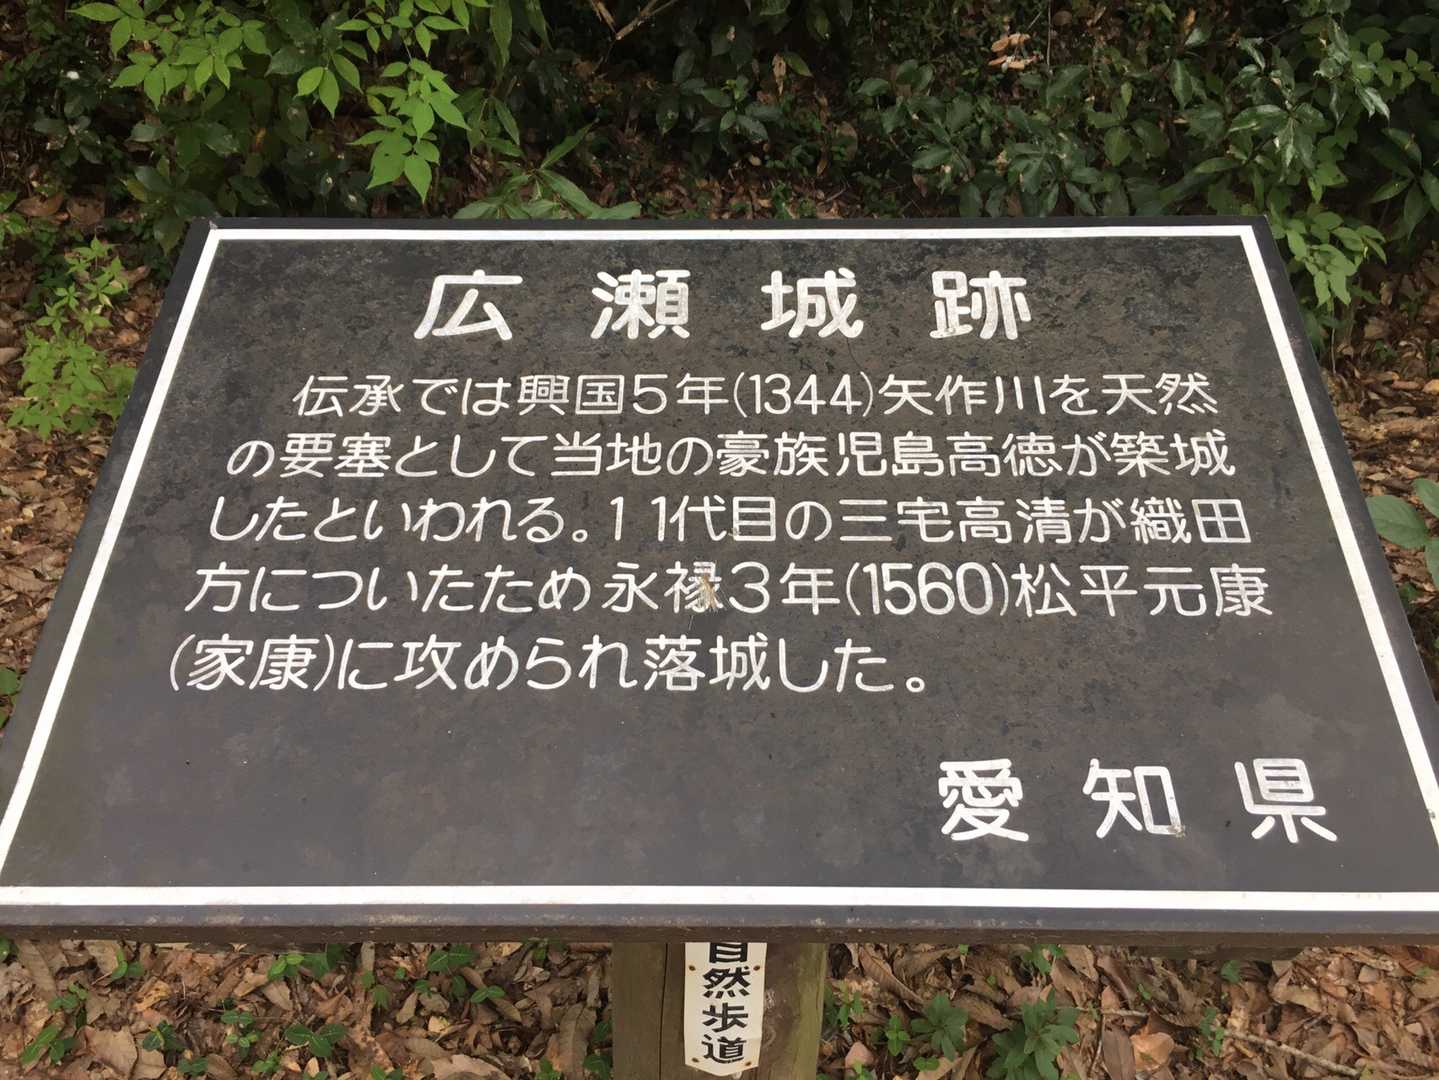 広瀬城跡
伝承では興国5年(1344)矢作川を天然
の要塞として当地の豪族児島高徳が築城
したといわれる。11代目の三宅高清が織田
方についたため永禄3年(1560)松平元康
(家康)に攻められ落城した。
愛知県
自然歩道